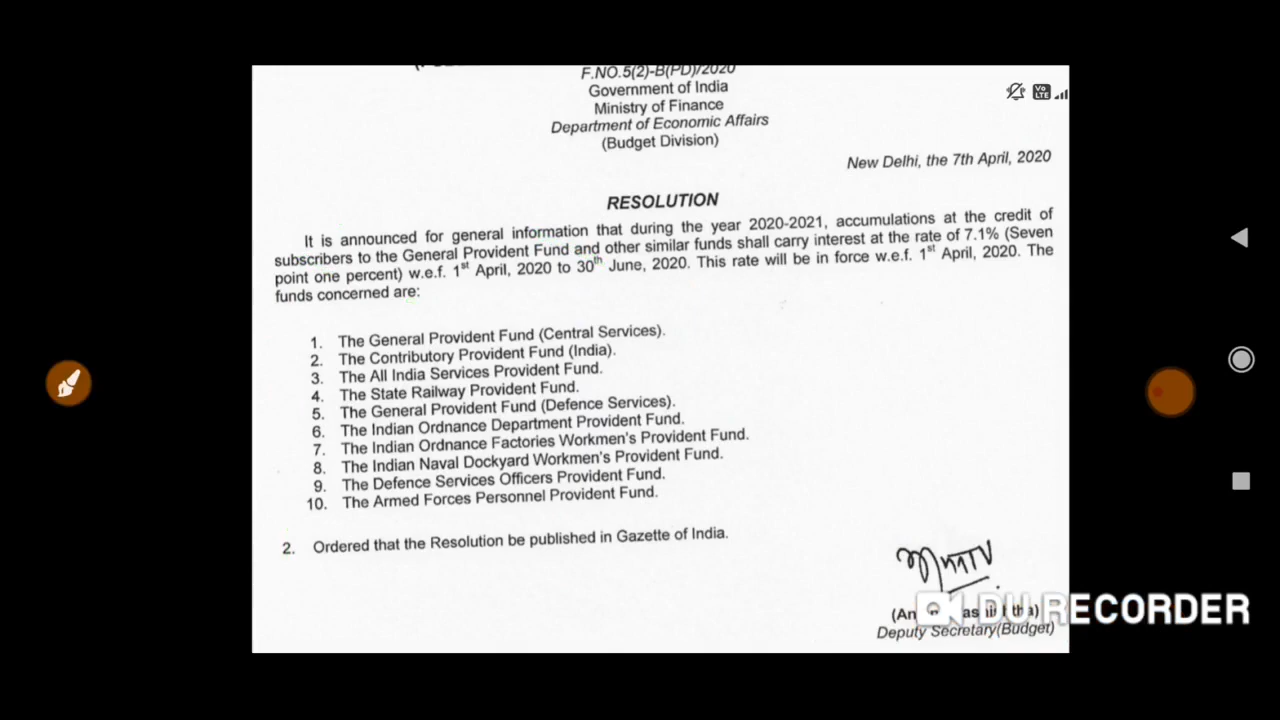 F.NO.5(2)-B(PD)/2020
Government of India
Ministry of Finance
Department of Economic Affairs
(Budget Division)
New Delhi, the 7th April, 2020
RESOLUTION
It is announced for general information that during the year 2020-2021, accumulations at the credit of
subscribers to the General Provident Fund and other similar funds shall carry interest at the rate of 7.1% (Seven
point one percent) w.e.f. 1st April, 2020 to 30th June, 2020. This rate will be in force w.e.f. 1st April, 2020. The
funds concerned are:
1. The General Provident Fund (Central Services).
2. The Contributory Provident Fund (India).
3. The All India Services Provident Fund.
4. The State Railway Provident Fund.
5. The General Provident Fund (Defence Services).
6. The Indian Ordnance Department Provident Fund.
7. The Indian Ordnance Factories Workmen's Provident Fund.
8. The Indian Naval Dockyard Workmen's Provident Fund.
9. The Defence Services Officers Provident Fund.
10. The Armed Forces Personnel Provident Fund.
2. Ordered that the Resolution be published in Gazette of India.
DU RECORDER
Deputy Secretary(Budget)